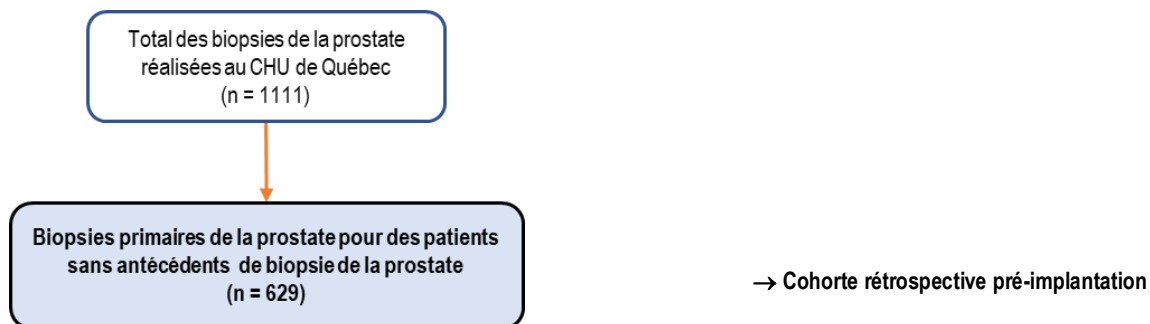 Total des biopsies de la prostate
réalisées au CHU de Québec
(n = 1111)
Biopsies primaires de la prostate pour des patients
sans antécédents de biopsie de la prostate
(n = 629)
→ Cohorte rétrospective pré-implantation